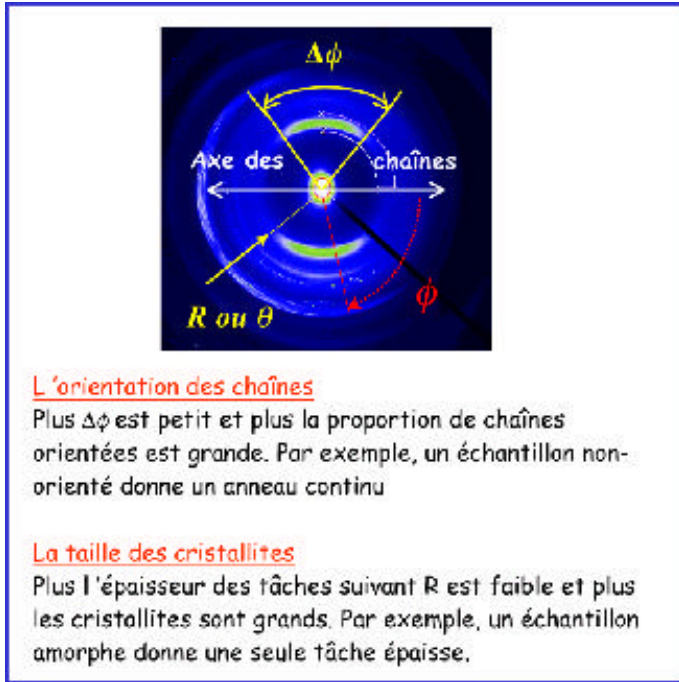 Δϕ
Axe des chaînes
R ou θ
ϕ
L 'orientation des chaînes
Plus Δϕ est petit et plus la proportion de chaînes
orientées est grande. Par exemple, un échantillon non-
orienté donne un anneau continu
La taille des cristallites
Plus l 'épaisseur des tâches suivant R est faible et plus
les cristallites sont grands. Par exemple, un échantillon
amorphe donne une seule tâche épaisse.